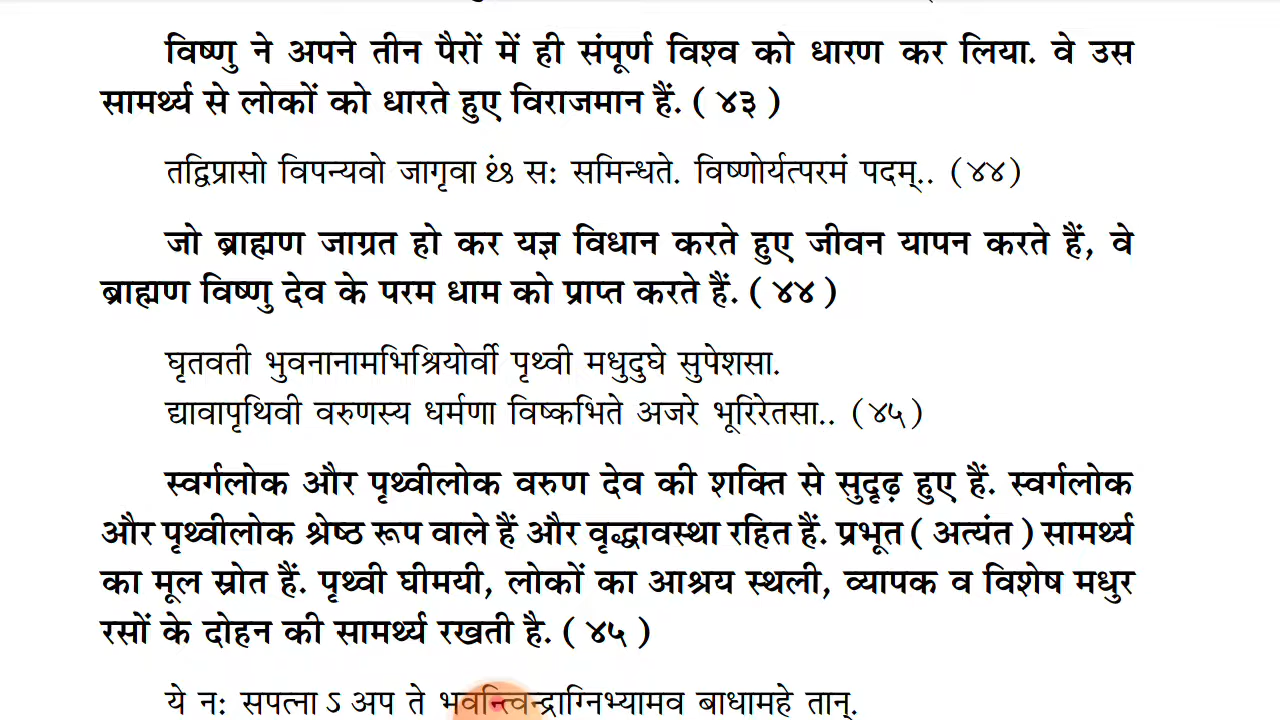 विष्णु ने अपने तीन पैरों में ही संपूर्ण विश्व को धारण कर लिया. वे उस
सामर्थ्य से लोकों को धारते हुए विराजमान हैं. ( ४३ )
तद्विप्रासो विपन्यवो जागृवा ꣳ सः समिन्धते. विष्णोर्यत्परमं पदम्.. (४४)
जो ब्राह्मण जाग्रत हो कर यज्ञ विधान करते हुए जीवन यापन करते हैं, वे
ब्राह्मण विष्णु देव के परम धाम को प्राप्त करते हैं. ( ४४ )
घृतवती भुवनानामभिश्रियोर्वी पृथ्वी मधुदुघे सुपेशसा.
द्यावापृथिवी वरुणस्य धर्मणा विष्कभिते अजरे भूरिरेतसा.. (४५)
स्वर्गलोक और पृथ्वीलोक वरुण देव की शक्ति से सुदृढ़ हुए हैं. स्वर्गलोक
और पृथ्वीलोक श्रेष्ठ रूप वाले हैं और वृद्धावस्था रहित हैं. प्रभूत ( अत्यंत ) सामर्थ्य
का मूल स्रोत हैं. पृथ्वी घीमयी, लोकों का आश्रय स्थली, व्यापक व विशेष मधुर
रसों के दोहन की सामर्थ्य रखती है. ( ४५ )
ये नः सपत्ना ऽ अप ते भवन्त्विन्द्राग्निभ्यामव बाधामहे तान्.